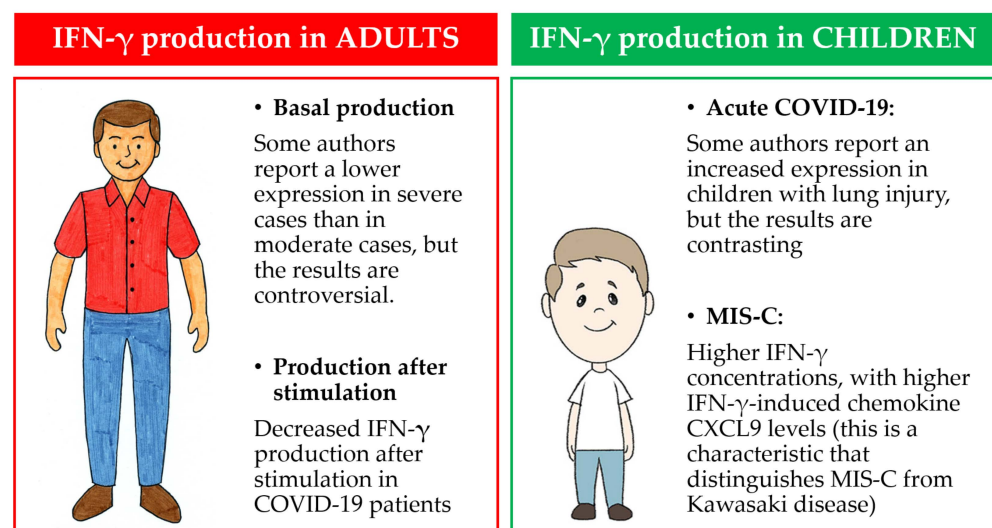 IFN-γ production in ADULTS
• Basal production
Some authors
report a lower
expression in severe
cases than in
moderate cases, but
the results are
controversial.
• Production after
stimulation
Decreased IFN-γ
production after
stimulation in
COVID-19 patients
IFN-γ production in CHILDREN
• Acute COVID-19:
Some authors report an
increased expression in
children with lung injury,
but the results are
contrasting
• MIS-C:
Higher IFN-γ
concentrations, with higher
IFN-γ-induced chemokine
CXCL9 levels (this is a
characteristic that
distinguishes MIS-C from
Kawasaki disease)